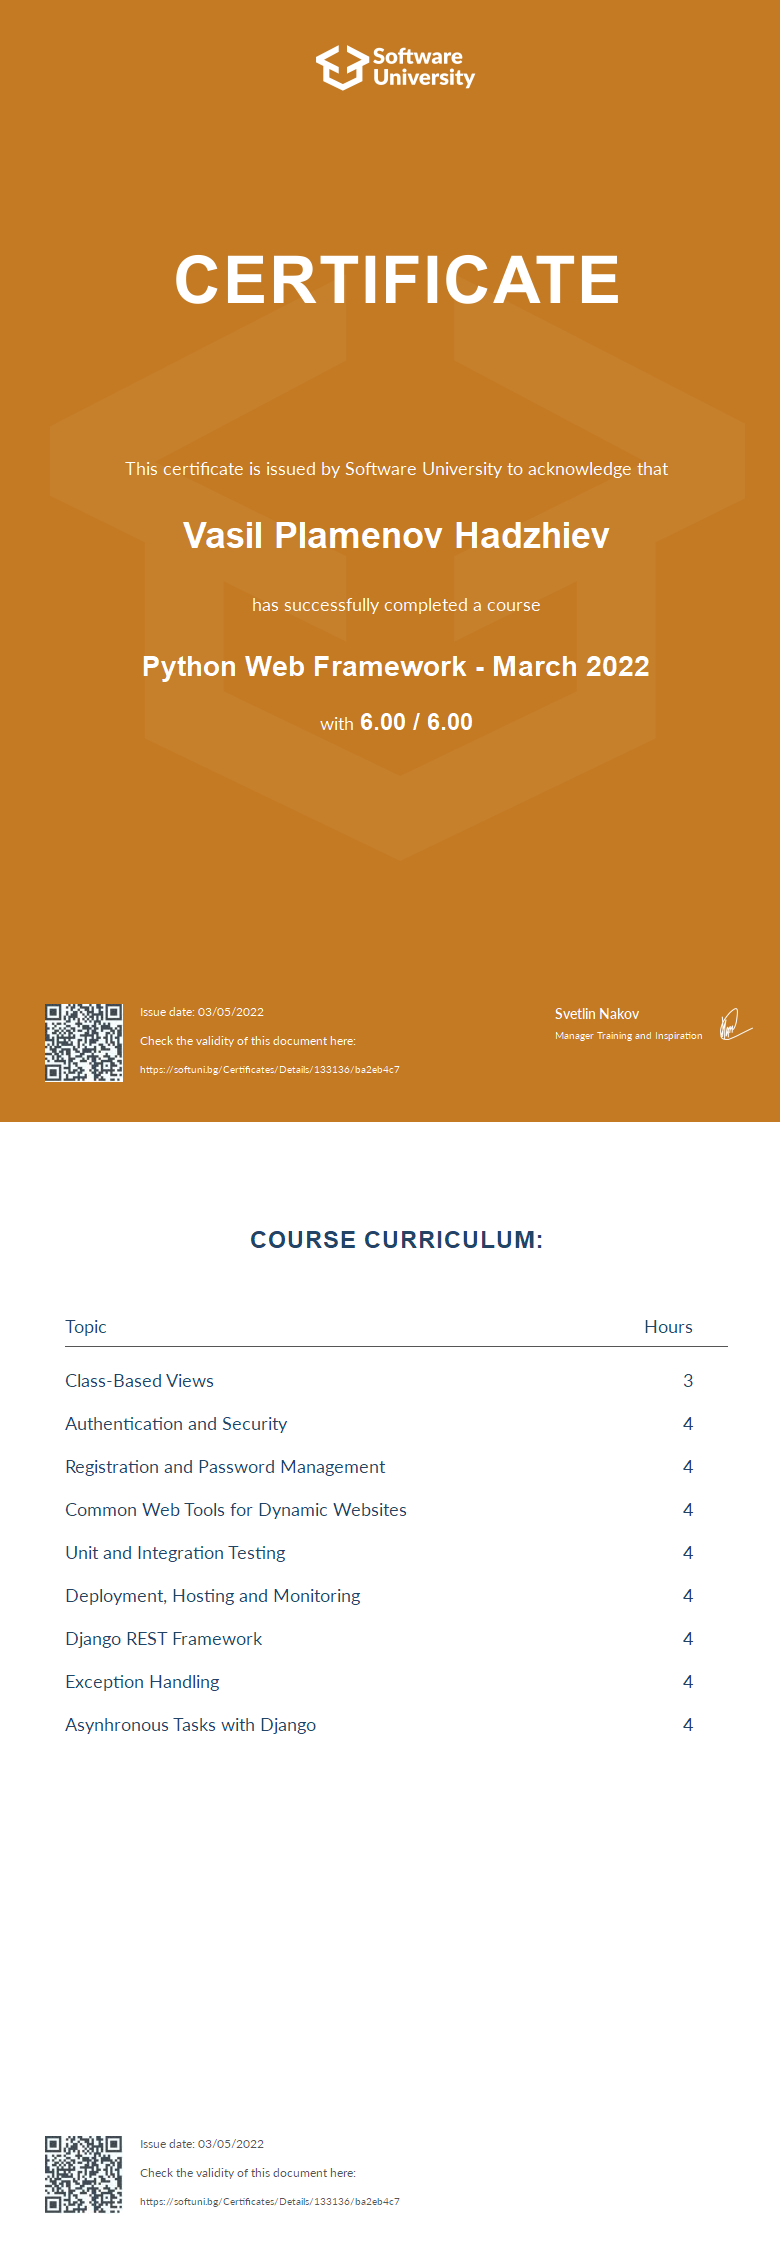 Software
University
CERTIFICATE
This certificate is issued by Software University to acknowledge that
Vasil Plamenov Hadzhiev
has successfully completed a course
Python Web Framework - March 2022
with 6.00 / 6.00
Issue date: 03/05/2022
Check the validity of this document here:
https://softuni.bg/Certificates/Details/133136/ba2eb4c7
Svetlin Nakov
Manager Training and Inspiration
COURSE CURRICULUM:
Topic Hours
Class-Based Views 3
Authentication and Security 4
Registration and Password Management 4
Common Web Tools for Dynamic Websites 4
Unit and Integration Testing 4
Deployment, Hosting and Monitoring 4
Django REST Framework 4
Exception Handling 4
Asynhronous Tasks with Django 4
Issue date: 03/05/2022
Check the validity of this document here:
https://softuni.bg/Certificates/Details/133136/ba2eb4c7